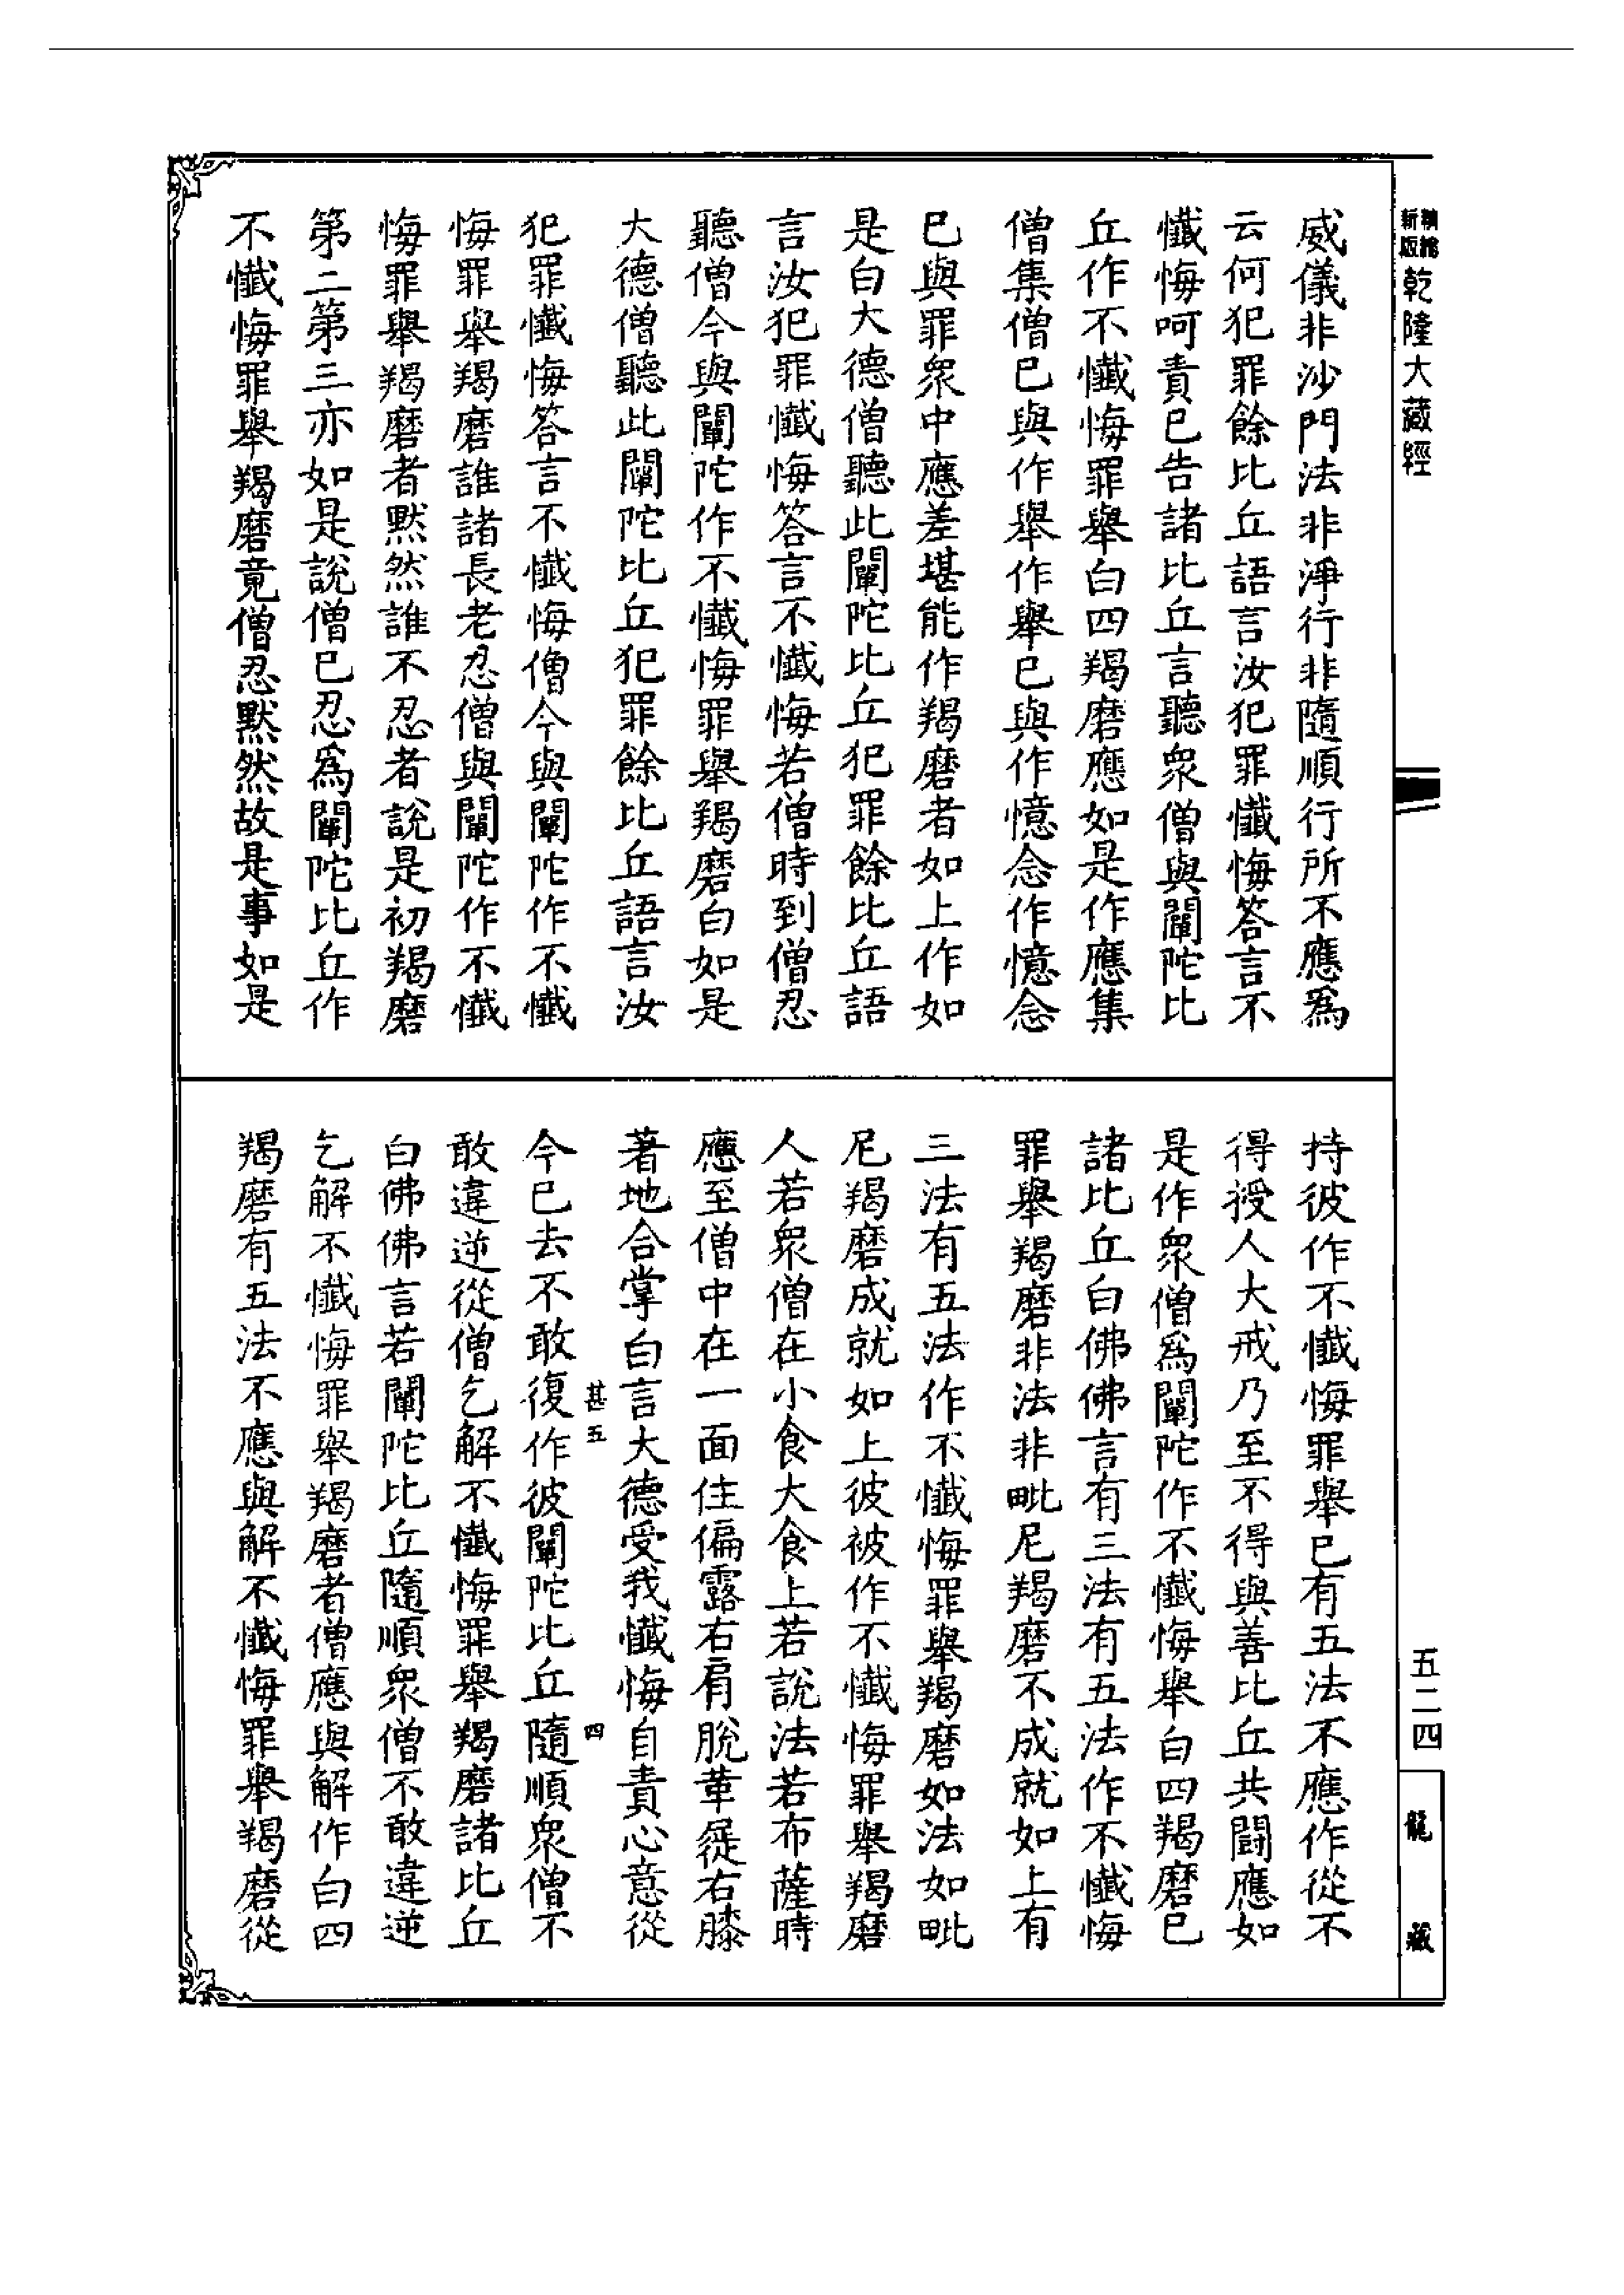 精編
新版
乾隆大藏經
威儀非沙門法非淨行非隨順行所不應爲
云何犯罪餘比丘語言汝犯罪懺悔答言不
懺悔呵責已告諸比丘言聽衆僧與闡陀比
丘作不懺悔罪舉白四羯磨應如是作應集
僧集僧已與作舉作舉已與作憶念作憶念
已與罪衆中應差堪能作羯磨者如上作如
是白大德僧聽此闡陀比丘犯罪餘比丘語
言汝犯罪懺悔答言不懺悔若僧時到僧忍
聽僧今與闡陀作不懺悔罪舉羯磨白如是
大德僧聽此闡陀比丘犯罪餘比丘語言汝
犯罪懺悔答言不懺悔僧今與闡陀作不懺
悔罪舉羯磨誰諸長老忍僧與闡陀作不懺
悔罪舉羯磨者默然誰不忍者說是初羯磨
第二第三亦如是說僧已忍爲闡陀比丘作
不懺悔罪舉羯磨竟僧忍默然故是事如是
持彼作不懺悔罪舉已有五法不應作從不
得授人大戒乃至不得與善比丘共鬪應如
是作衆僧爲闡陀作不懺悔舉白四羯磨已
諸比丘白佛佛言有三法有五法作不懺悔
罪舉羯磨非法非毗尼羯磨不成就如上有
三法有五法作不懺悔罪舉羯磨如法如毗
尼羯磨成就如上彼被作不懺悔罪舉羯磨
人若衆僧在小食大食上若說法若布薩時
應至僧中在一面住偏露右肩脫革屣右膝
著地合掌白言大德受我懺悔自責心意從
甚五
四
今已去不敢復作彼闡陀比丘隨順衆僧不
敢違逆從僧乞解不懺悔罪舉羯磨諸比丘
白佛佛言若闡陀比丘隨順衆僧不敢違逆
乞解不懺悔罪舉羯磨者僧應與解作白四
羯磨有五法不應與解不懺悔罪舉羯磨從
五二四
龍藏